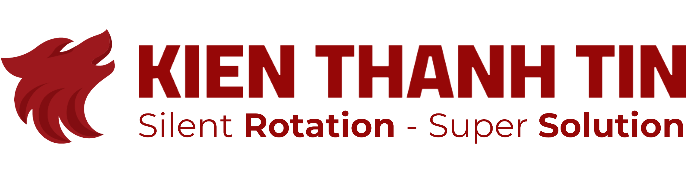 KIEN THANH TIN
Silent Rotation - Super Solution